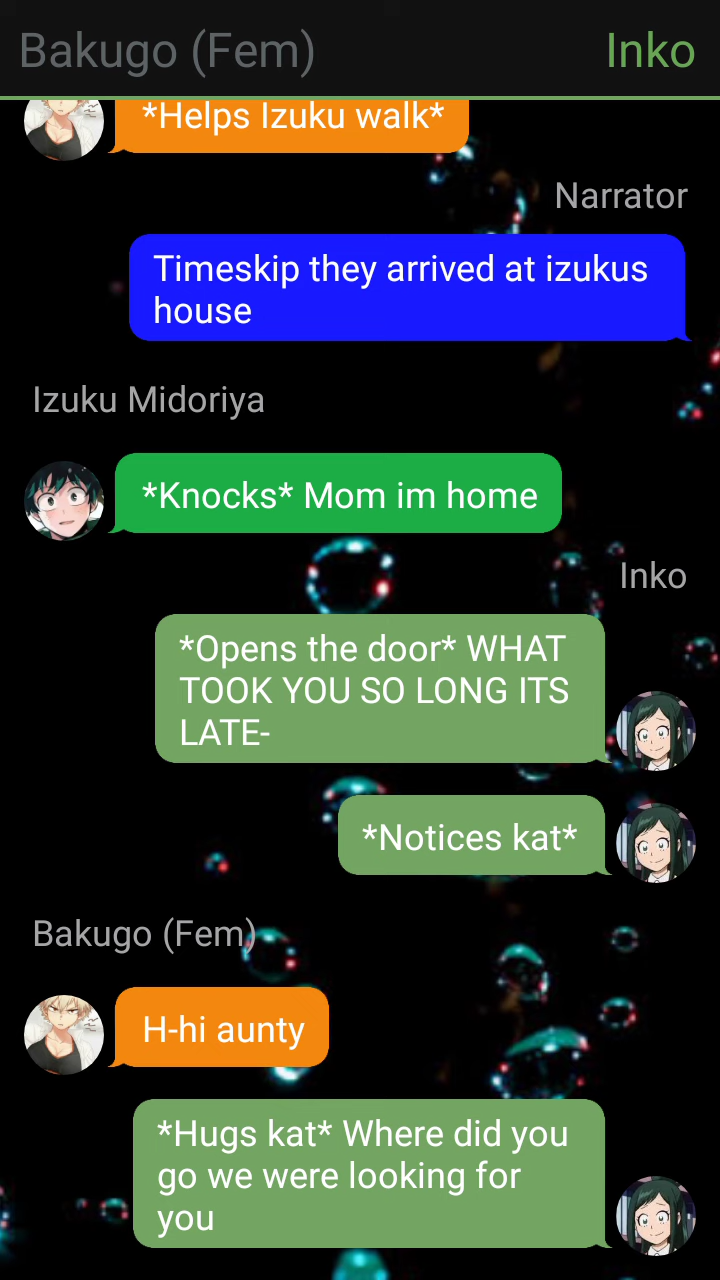 Bakugo (Fem) Inko
*Helps Izuku walk*
Narrator
Timeskip they arrived at izukus
house
Izuku Midoriya
*Knocks* Mom im home
Inko
*Opens the door* WHAT
TOOK YOU SO LONG ITS
LATE-
*Notices kat*
Bakugo (Fem)
H-hi aunty
*Hugs kat* Where did you
go we were looking for
you